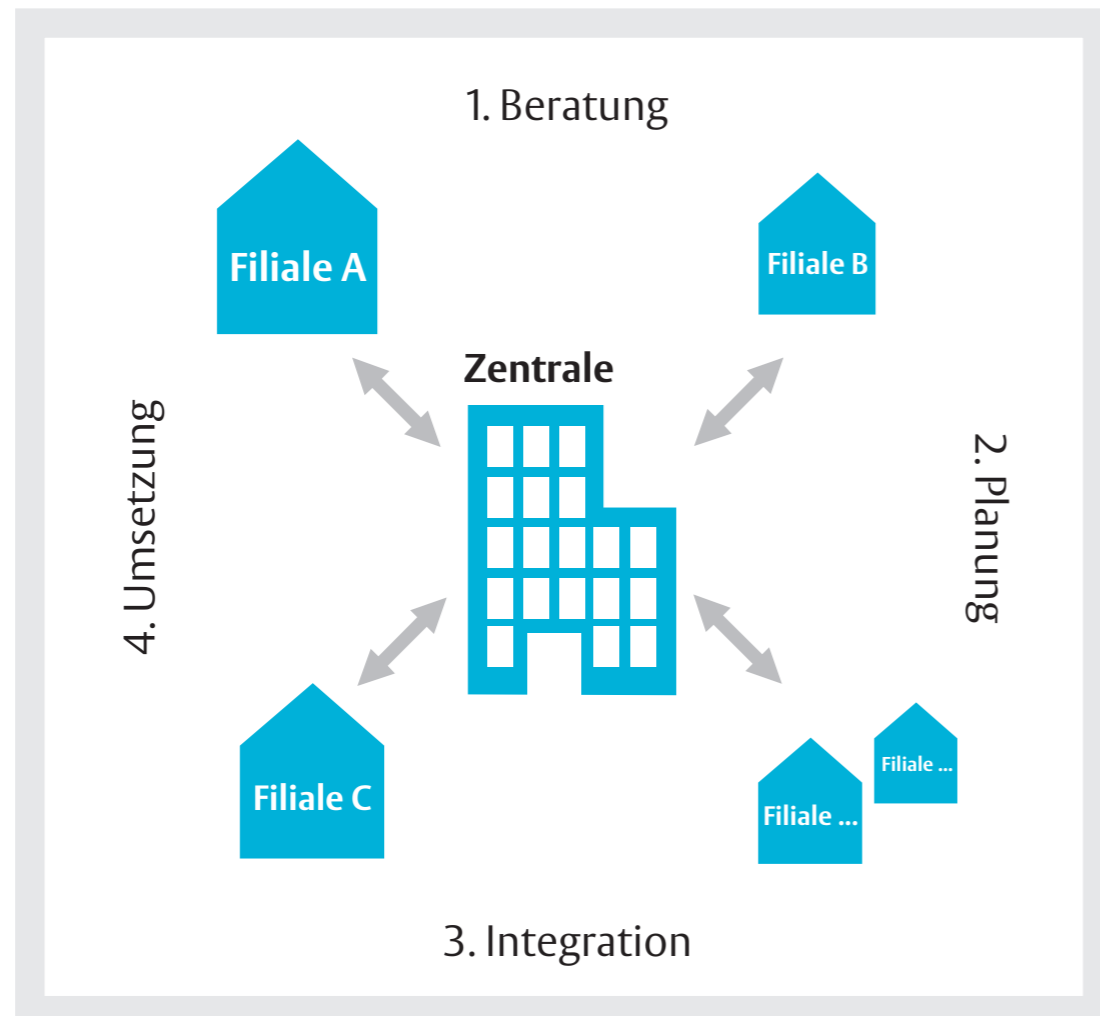 1. Beratung
Filiale A
Filiale B
Zentrale
4. Umsetzung
2. Planung
Filiale C
Filiale ...
Filiale ...
3. Integration